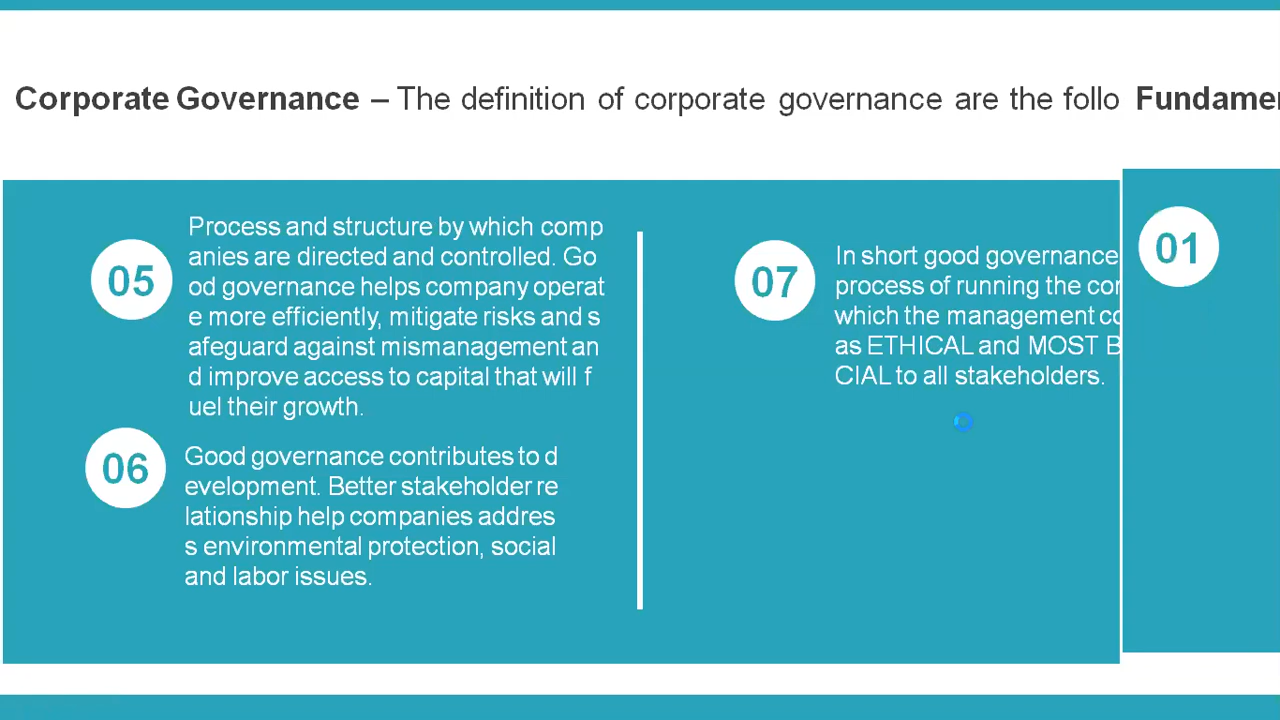 Corporate Governance – The definition of corporate governance are the follo
05
Process and structure by which comp
anies are directed and controlled. Go
od governance helps company operat
e more efficiently, mitigate risks and s
afeguard against mismanagement an
d improve access to capital that will f
uel their growth.
06
Good governance contributes to d
evelopment. Better stakeholder re
lationship help companies addres
s environmental protection, social
and labor issues.
07
In short good governance
process of running the
which the management
as ETHICAL and MOST
CIAL to all stakeholders.
01